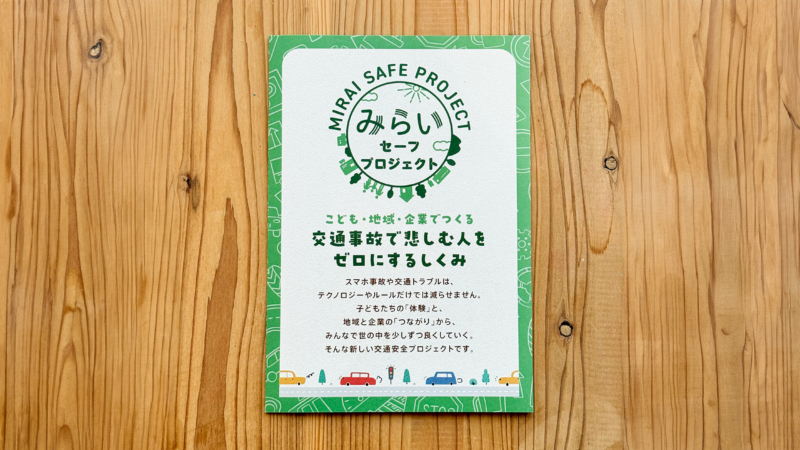 MIRAI SAFE PROJECT
みらい
セーフ
プロジェクト
こども・地域・企業でつくる
交通事故で悲しむ人を
ゼロにするしくみ
スマホ事故や交通トラブルは、
テクノロジーやルールだけでは減らせません。
子どもたちの「体験」と、
地域と企業の「つながり」から、
みんなで世の中を少しずつ良くしていく。
そんな新しい交通安全プロジェクトです。
STOP